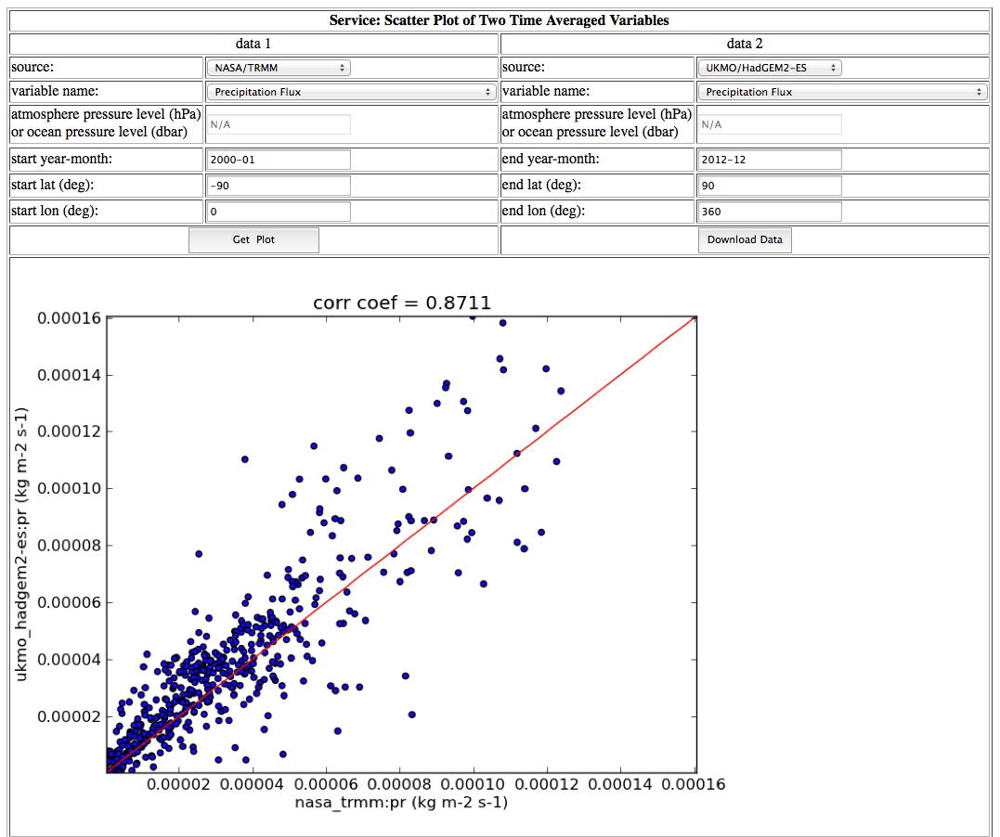 Service: Scatter Plot of Two Time Averaged Variables
data 1 data 2
source: NASA/TRMM source: UKMO/HadGEM2-ES
variable name: Precipitation Flux variable name: Precipitation Flux
atmosphere pressure level (hPa) atmosphere pressure level (hPa)
N/A N/A
or ocean pressure level (dbar) or ocean pressure level (dbar)
start year-month: 2000-01 end year-month: 2012-12
start lat (deg): -90 end lat (deg): 90
start lon (deg): 0 end lon (deg): 360
Get Plot Download Data
corr coef = 0.8711
0.00016
0.00014
0.00012
0.00010
0.00008
0.00006
0.00004
0.00002
ukmo_hadgem2-es:pr (kg m-2 s-1)
0.00002 0.00004 0.00006 0.00008 0.00010 0.00012 0.00014 0.00016
nasa_trmm:pr (kg m-2 s-1)